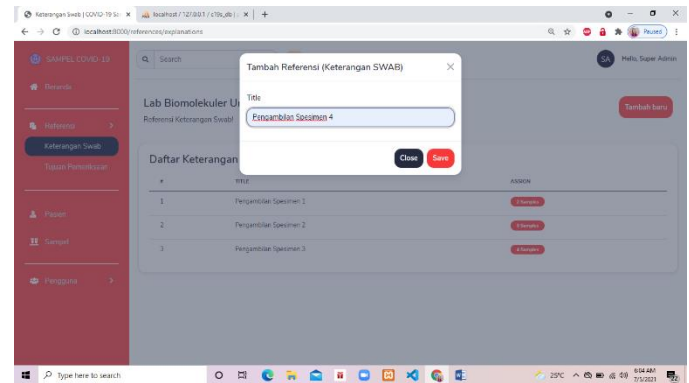 Keterangan Swab | COVID-19 Sa
localhost / 127.0.0.1 / c19s_db |
localhost:8000/references/explanations
Paused
SAMPEL COVID-19
Search
SA
Hello, Super Admin
Tambah Referensi (Keterangan SWAB)
Title
Pengambilan Spesimen 4
Close
Save
Beranda
Referensi
Keterangan Swab
Tujuan Pemeriksaan
Pasien
Sampel
Pengguna
Lab Biomolekuler Un
Referensi Keterangan Swab!
Tambah baru
Daftar Keterangan
#
TITLE
ASSIGN
1
Pengambilan Spesimen 1
2
Pengambilan Spesimen 2
3
Pengambilan Spesimen 3
Type here to search
25°C
6:04 AM
7/3/2021